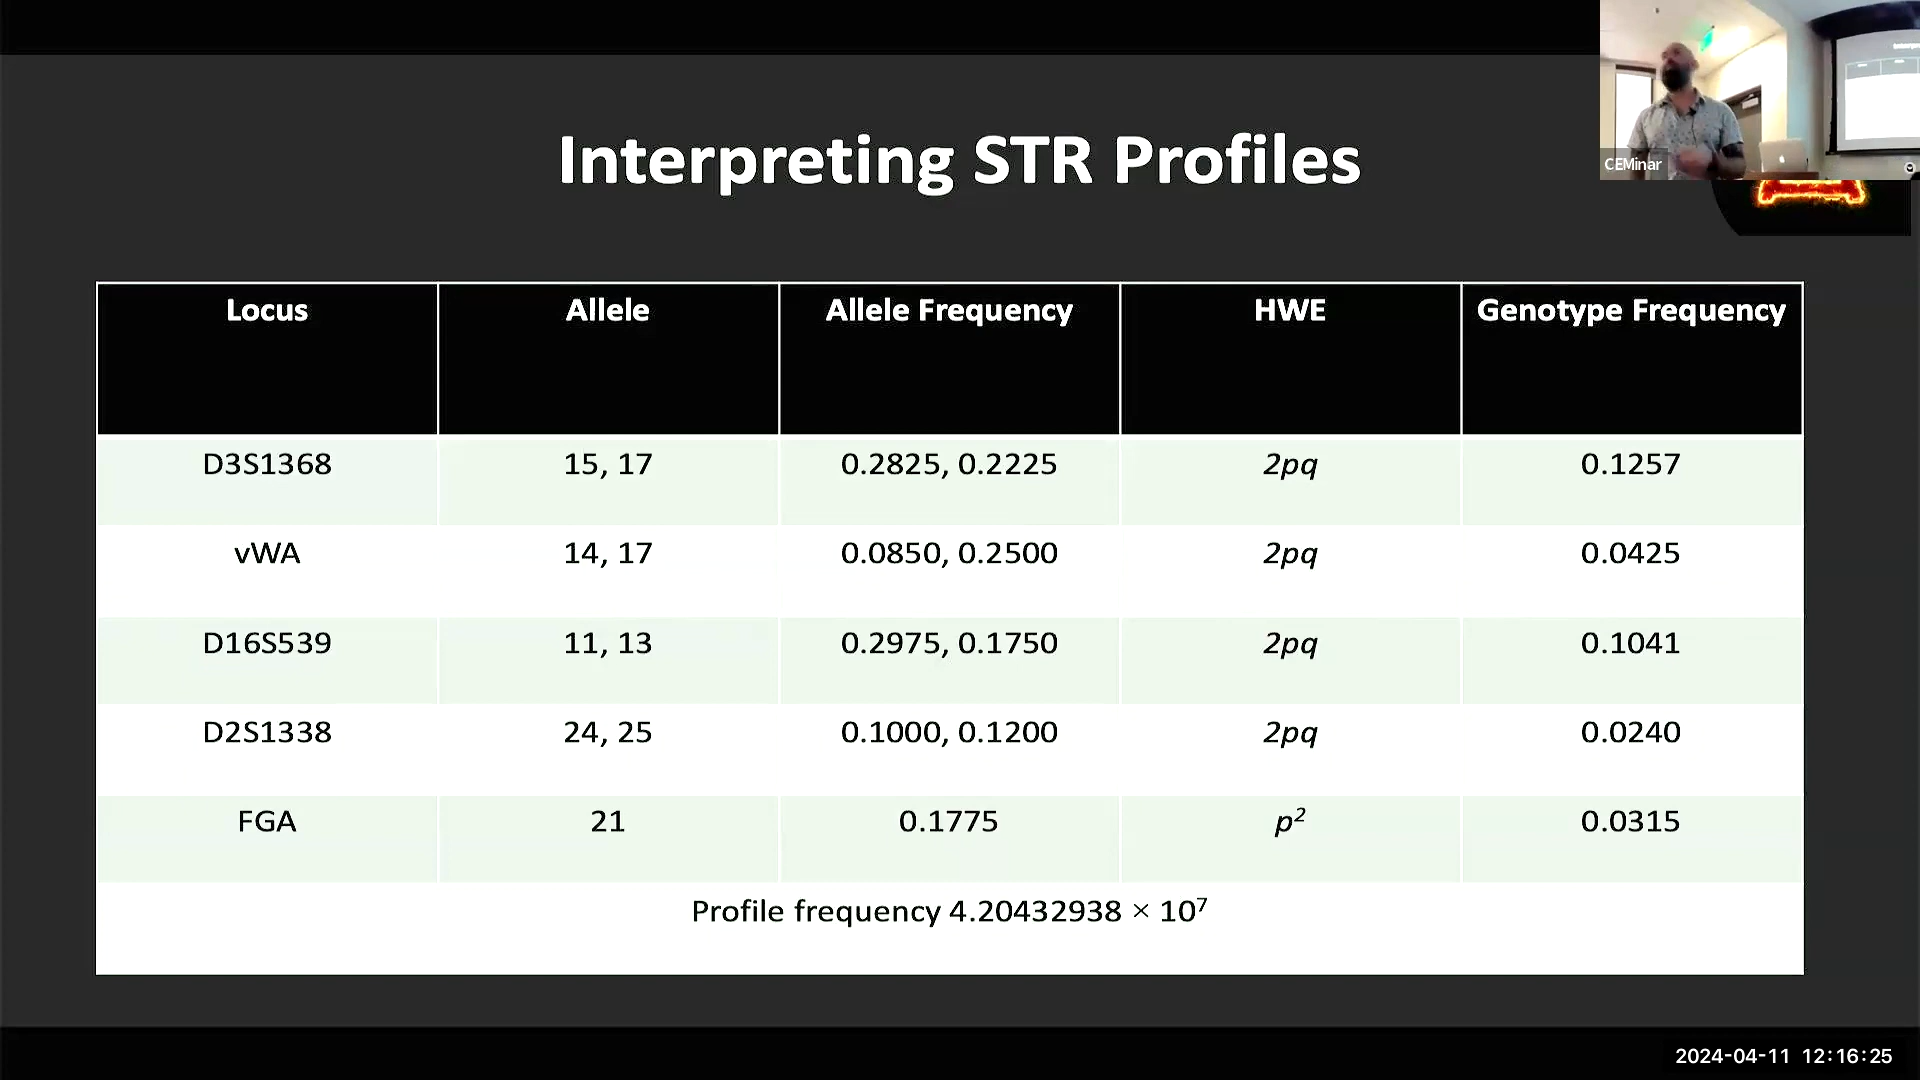 CEMinar
Interpreting STR Profiles
Locus Allele Allele Frequency HWE Genotype Frequency
D3S1368 15, 17 0.2825, 0.2225 2pq 0.1257
vWA 14, 17 0.0850, 0.2500 2pq 0.0425
D16S539 11, 13 0.2975, 0.1750 2pq 0.1041
D2S1338 24, 25 0.1000, 0.1200 2pq 0.0240
FGA 21 0.1775 p² 0.0315
Profile frequency 4.20432938 × 10⁷
2024-04-11 12:16:25